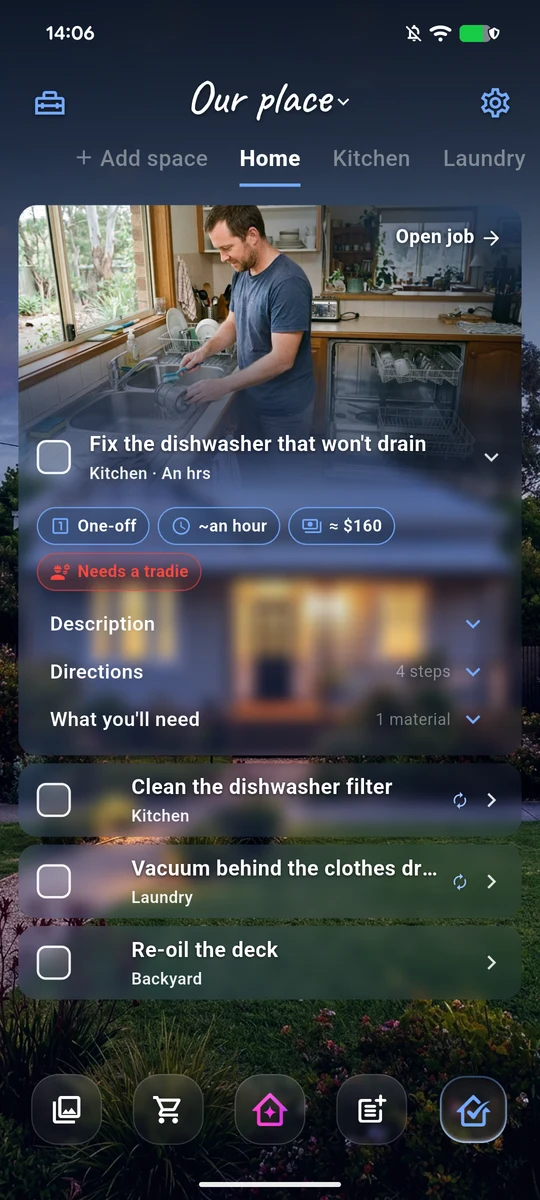 14:06
Our place
+ Add space Home Kitchen Laundry
Open job →
Fix the dishwasher that won't drain
Kitchen · An hrs
One-off ~an hour ≈ $160
Needs a tradie
Description
Directions 4 steps
What you'll need 1 material
Clean the dishwasher filter
Kitchen
Vacuum behind the clothes dr…
Laundry
Re-oil the deck
Backyard